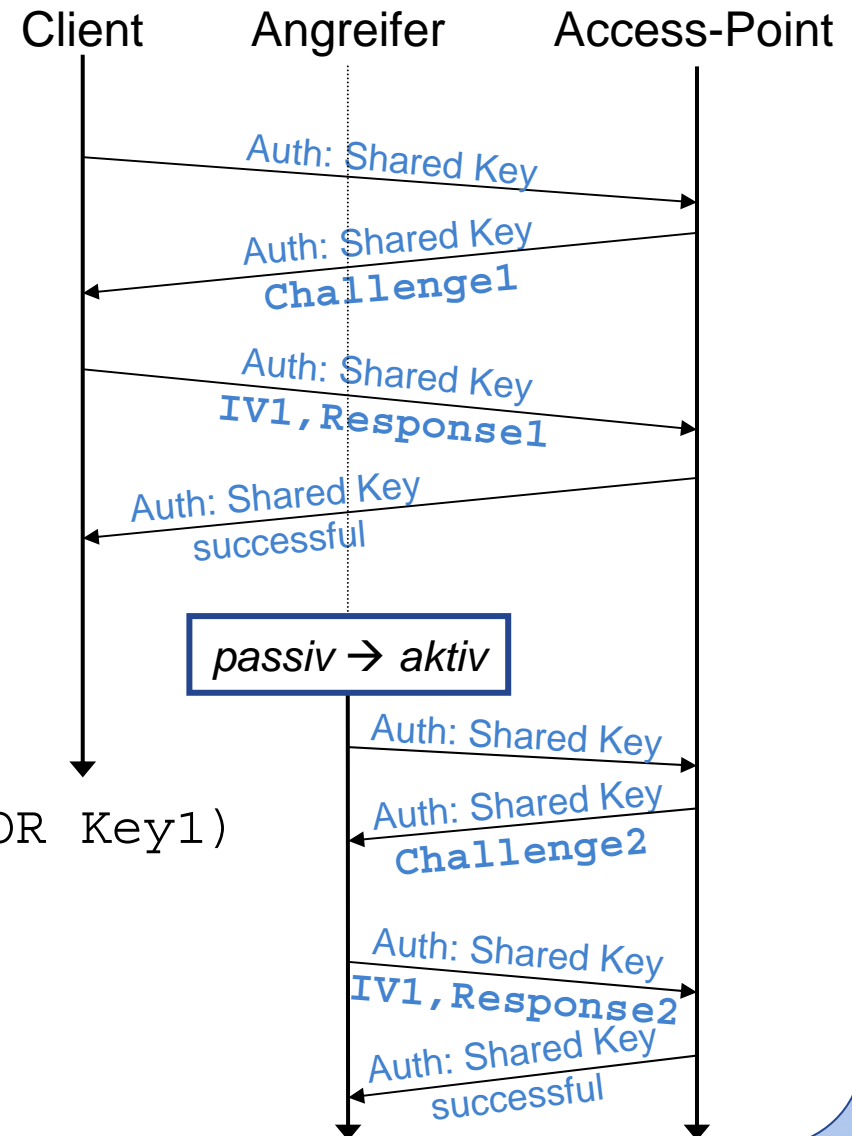 Client Angreifer Access-Point
Auth: Shared Key
Auth: Shared Key
Challenge1
Auth: Shared Key
IV1,Response1
Auth: Shared Key
successful
passiv → aktiv
Auth: Shared Key
OR Key1)
Auth: Shared Key
Challenge2
Auth: Shared Key
IV1,Response2
Auth: Shared Key
successful